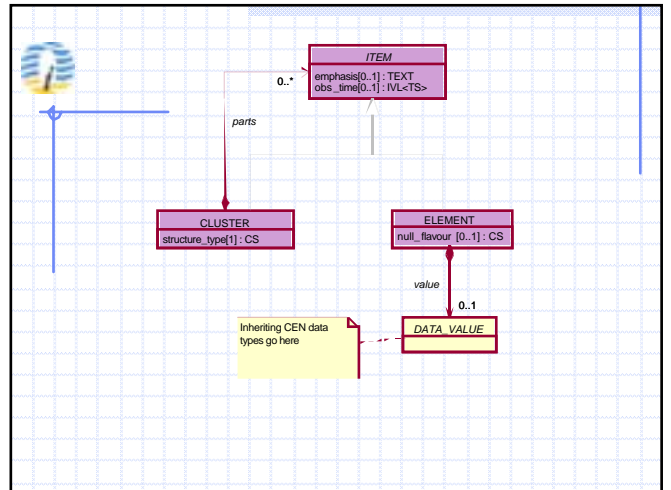 ITEM
emphasis[0..1] : TEXT
obs_time[0..1] : IVL<TS>
0..*
parts
CLUSTER
structure_type[1] : CS
ELEMENT
null_flavour [0..1] : CS
value
0..1
Inheriting CEN data
types go here
DATA_VALUE